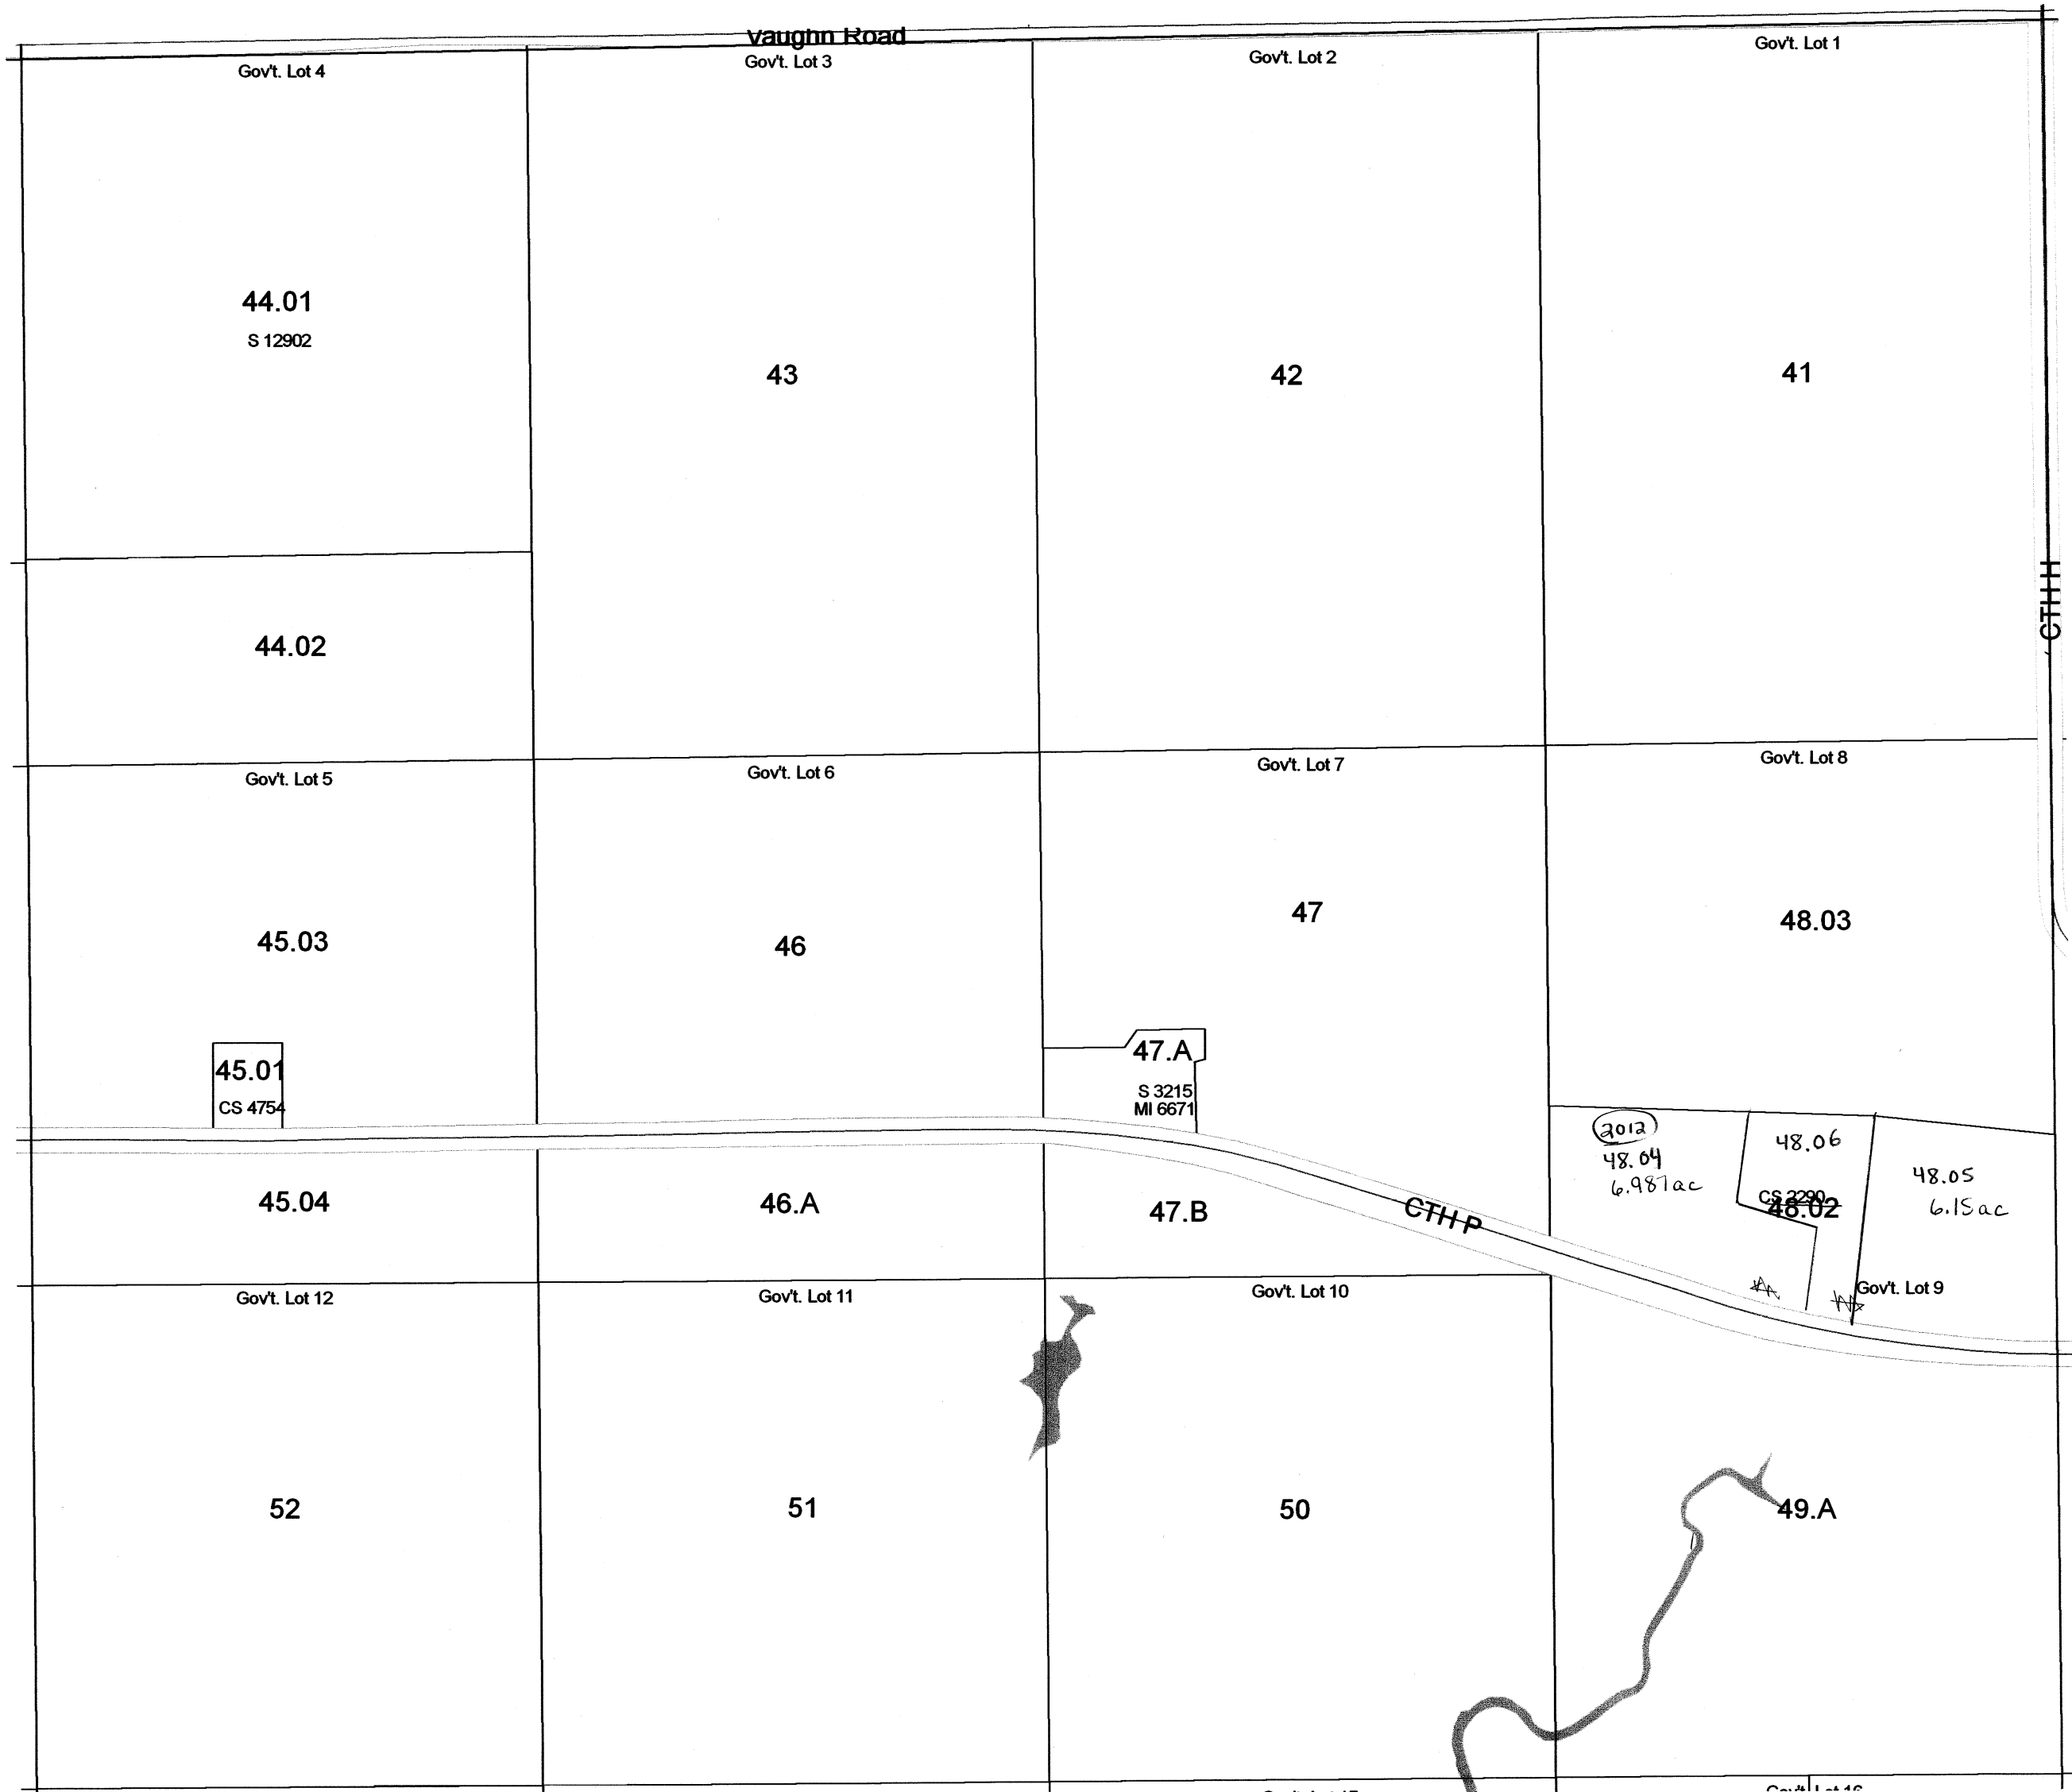 Vaughn Road
Gov't. Lot 4
Gov't. Lot 3
Gov't. Lot 2
Gov't. Lot 1
44.01
S 12902
43
42
41
CTH H
44.02
Gov't. Lot 5
Gov't. Lot 6
Gov't. Lot 7
Gov't. Lot 8
45.03
46
47
48.03
45.01
CS 4754
47.A
S 3215
MI 6671
2012
48.04
6.987ac
48.06
CS 3290
48.02
48.05
6.15ac
45.04
46.A
47.B
CTH P
Gov't. Lot 9
Gov't. Lot 12
Gov't. Lot 11
Gov't. Lot 10
52
51
50
49.A